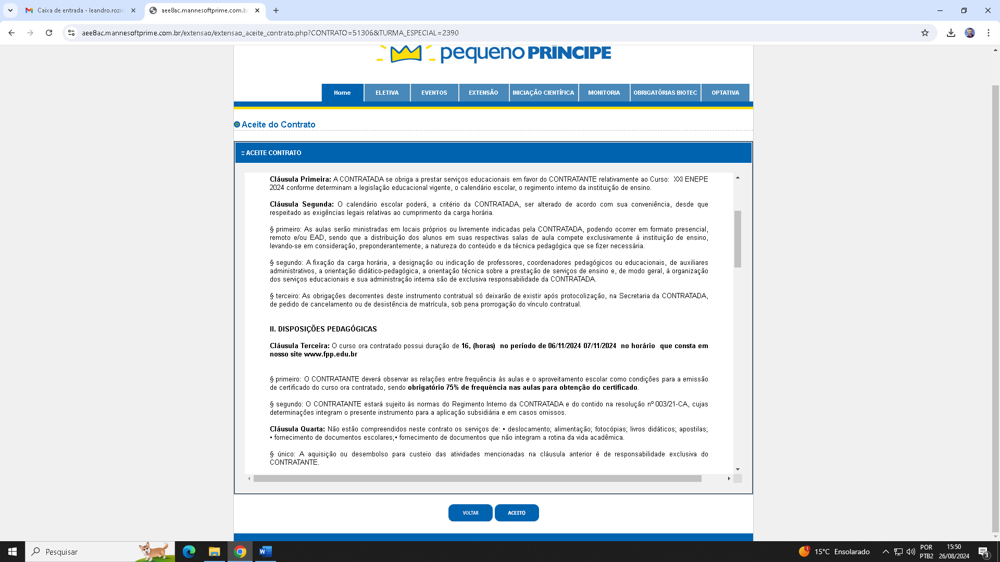 Caixa de entrada - leandro.rozin
aee8ac.mannesoftprime.com.b
aee8ac.mannesoftprime.com.br/extensao/extensao_aceite_contrato.php?CONTRATO=51306&TURMA_ESPECIAL=2390
pequeno PRÍNCIPE
Home ELETIVA EVENTOS EXTENSÃO INICIAÇÃO CIENTÍFICA MONITORIA OBRIGATÓRIAS BIOTEC OPTATIVA
Aceite do Contrato
:: ACEITE CONTRATO
Cláusula Primeira: A CONTRATADA se obriga a prestar serviços educacionais em favor do CONTRATANTE relativamente ao Curso: XXI ENEPE
2024 conforme determinam a legislação educacional vigente, o calendário escolar, o regimento interno da instituição de ensino.
Cláusula Segunda: O calendário escolar poderá, a critério da CONTRATADA, ser alterado de acordo com sua conveniência, desde que
respeitado as exigências legais relativas ao cumprimento da carga horária.
§ primeiro: As aulas serão ministradas em locais próprios ou livremente indicadas pela CONTRATADA, podendo ocorrer em formato presencial,
remoto e/ou EAD, sendo que a distribuição dos alunos em suas respectivas salas de aula compete exclusivamente à instituição de ensino,
levando-se em consideração, preponderantemente, a natureza do conteúdo e da técnica pedagógica que se fizer necessária.
§ segundo: A fixação da carga horária, a designação ou indicação de professores, coordenadores pedagógicos ou educacionais, de auxiliares
administrativos, a orientação didático-pedagógica, a orientação técnica sobre a prestação de serviços de ensino e, de modo geral, à organização
dos serviços educacionais e sua administração interna são de exclusiva responsabilidade da CONTRATADA.
§ terceiro: As obrigações decorrentes deste instrumento contratual só deixarão de existir após protocolização, na Secretaria da CONTRATADA,
de pedido de cancelamento ou de desistência de matrícula, sob pena prorrogação do vínculo contratual.
II. DISPOSIÇÕES PEDAGÓGICAS
Cláusula Terceira: O curso ora contratado possui duração de 16, (horas) no período de 06/11/2024 07/11/2024 no horário que consta em
nosso site www.fpp.edu.br
§ primeiro: O CONTRATANTE deverá observar as relações entre frequência às aulas e o aproveitamento escolar como condições para a emissão
de certificado do curso ora contratado, sendo obrigatório 75% de frequência nas aulas para obtenção do certificado.
§ segundo: O CONTRATANTE estará sujeito às normas do Regimento Interno da CONTRATADA e do contido na resolução nº 003/21-CA, cujas
determinações integram o presente instrumento para a aplicação subsidiária e em casos omissos.
Cláusula Quarta: Não estão compreendidos neste contrato os serviços de: • deslocamento; alimentação; fotocópias; livros didáticos; apostilas;
• fornecimento de documentos escolares;• fornecimento de documentos que não integram a rotina da vida acadêmica.
§ único: A aquisição ou desembolso para custeio das atividades mencionadas na cláusula anterior é de responsabilidade exclusiva do
CONTRATANTE.
VOLTAR ACEITO
Pesquisar
1 15°C Ensolarado
POR
PTB2
15:50
26/08/2024
3